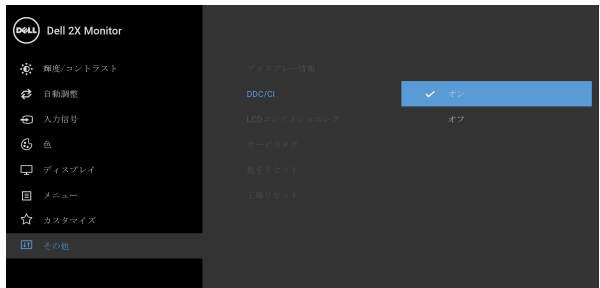 DELL Dell 2X Monitor
輝度/コントラスト
自動調整
入力信号
色
ディスプレイ
メニュー
カスタマイズ
その他
ディスプレー情報
DDC/CI
LCDコンディショニング
サービスタグ
他をリセット
工場リセット
オン
オフ